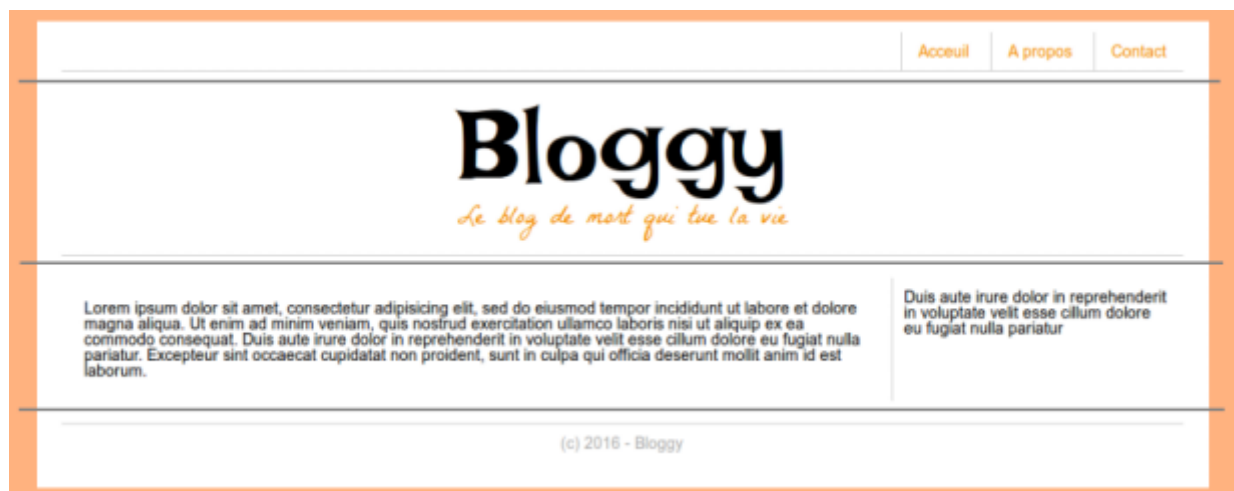 Acceuil A propos Contact
Bloggy
Le blog de mort qui tue la vie
Lorem ipsum dolor sit amet, consectetur adipisicing elit, sed do eiusmod tempor incididunt ut labore et dolore
magna aliqua. Ut enim ad minim veniam, quis nostrud exercitation ullamco laboris nisi ut aliquip ex ea
commodo consequat. Duis aute irure dolor in reprehenderit in voluptate velit esse cillum dolore eu fugiat nulla
pariatur. Excepteur sint occaecat cupidatat non proident, sunt in culpa qui officia deserunt mollit anim id est
laborum.
Duis aute irure dolor in reprehenderit
in voluptate velit esse cillum dolore
eu fugiat nulla pariatur
(c) 2016 - Bloggy